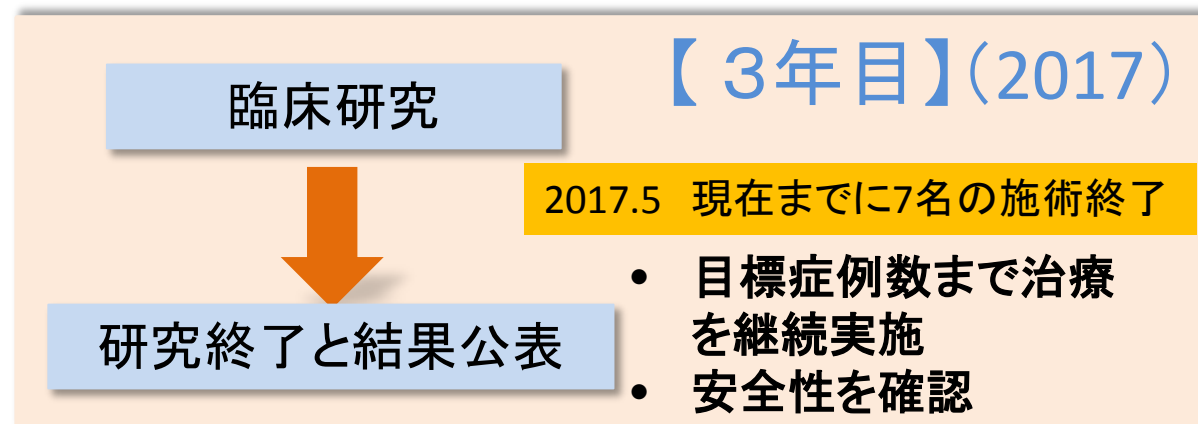 【３年目】（2017）
臨床研究
2017.5 現在までに7名の施術終了
• 目標症例数まで治療
を継続実施
• 安全性を確認
研究終了と結果公表